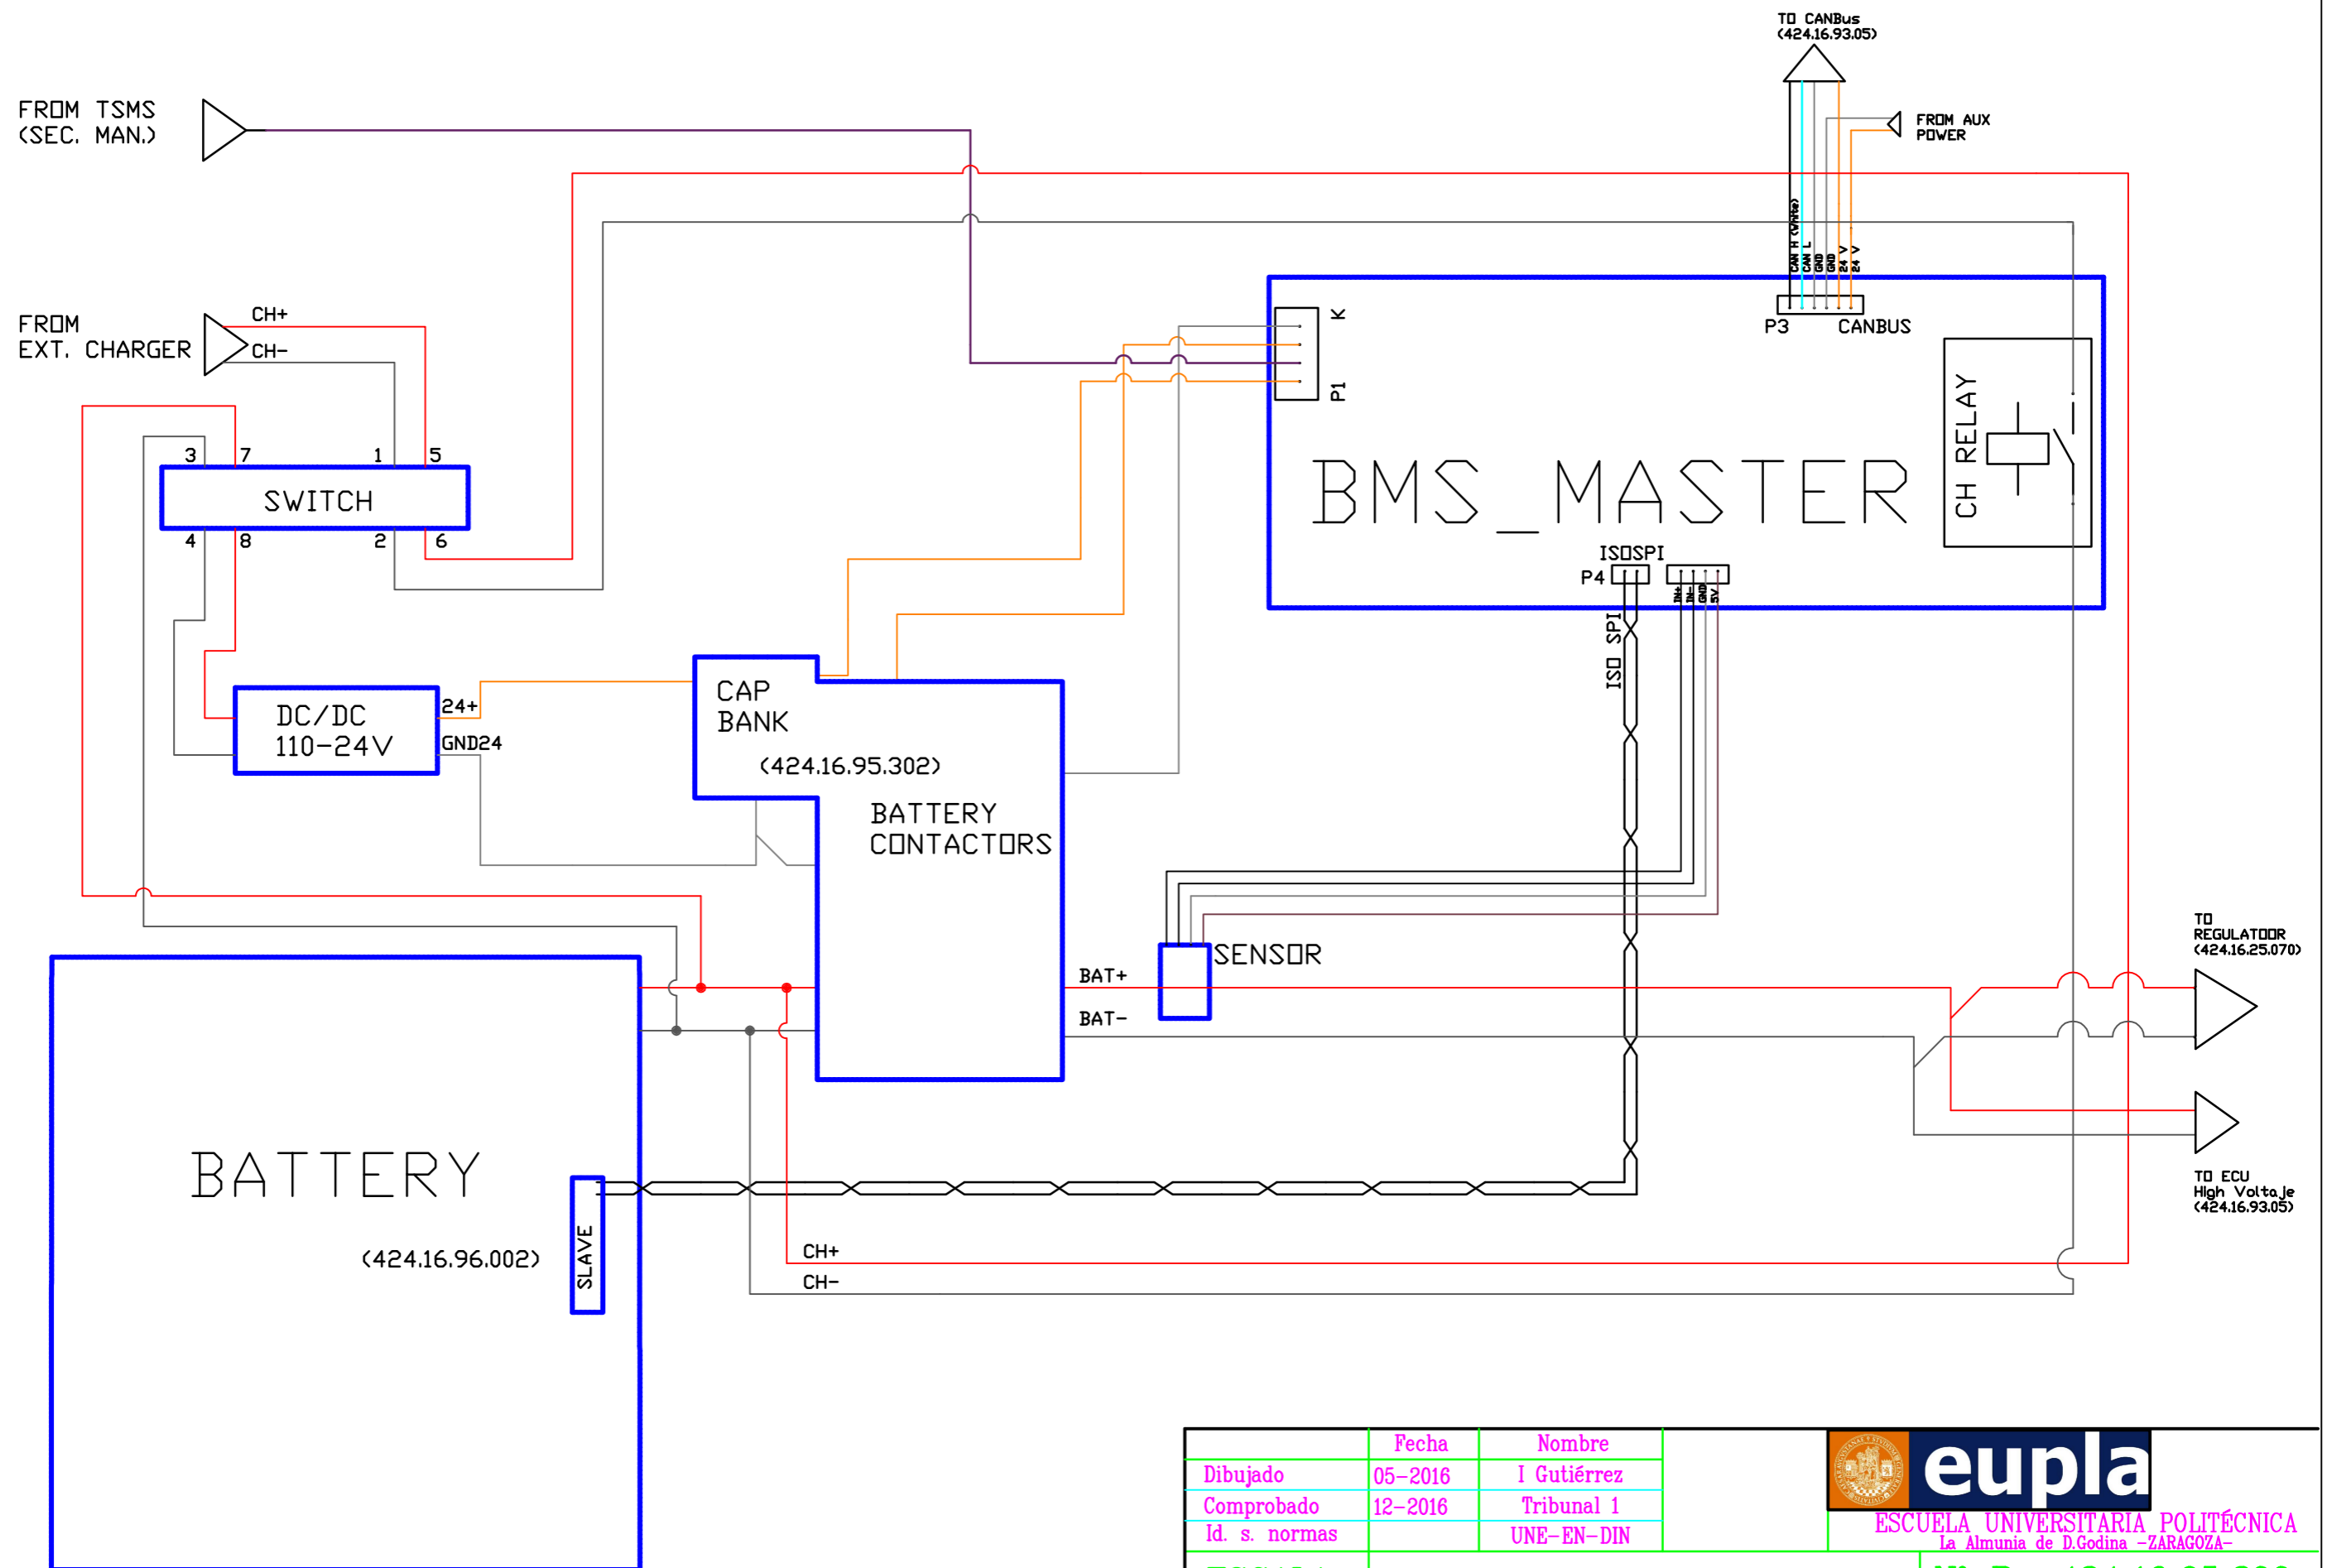 TO CANBus
(424.16.93.05)
FROM TSMS
(SEC. MAN.)
FROM AUX
POWER
CAN H (White)
CAN L
GND
GND
24 V
24 V
P3
CANBUS
FROM
EXT. CHARGER
CH+
CH-
K
P1
CH RELAY
3
7
1
5
SWITCH
4
8
2
6
BMS_MASTER
ISOSPI
P4
IN+
IN-
GND
5V
ISO SPI
CAP
BANK
24+
DC/DC
110-24V
GND24
(424.16.95.302)
BATTERY
CONTACTORS
SENSOR
BAT+
BAT-
TO
REGULATOOR
(424.16.25.070)
BATTERY
SLAVE
(424.16.96.002)
TO ECU
High Voltaje
(424.16.93.05)
CH+
CH-
Fecha
Nombre
Dibujado
05-2016
I Gutiérrez
Comprobado
12-2016
Tribunal 1
Id. s. normas
UNE-EN-DIN
eupla
ESCUELA UNIVERSITARIA POLITÉCNICA
La Almunia de D.Godina -ZARAGOZA-